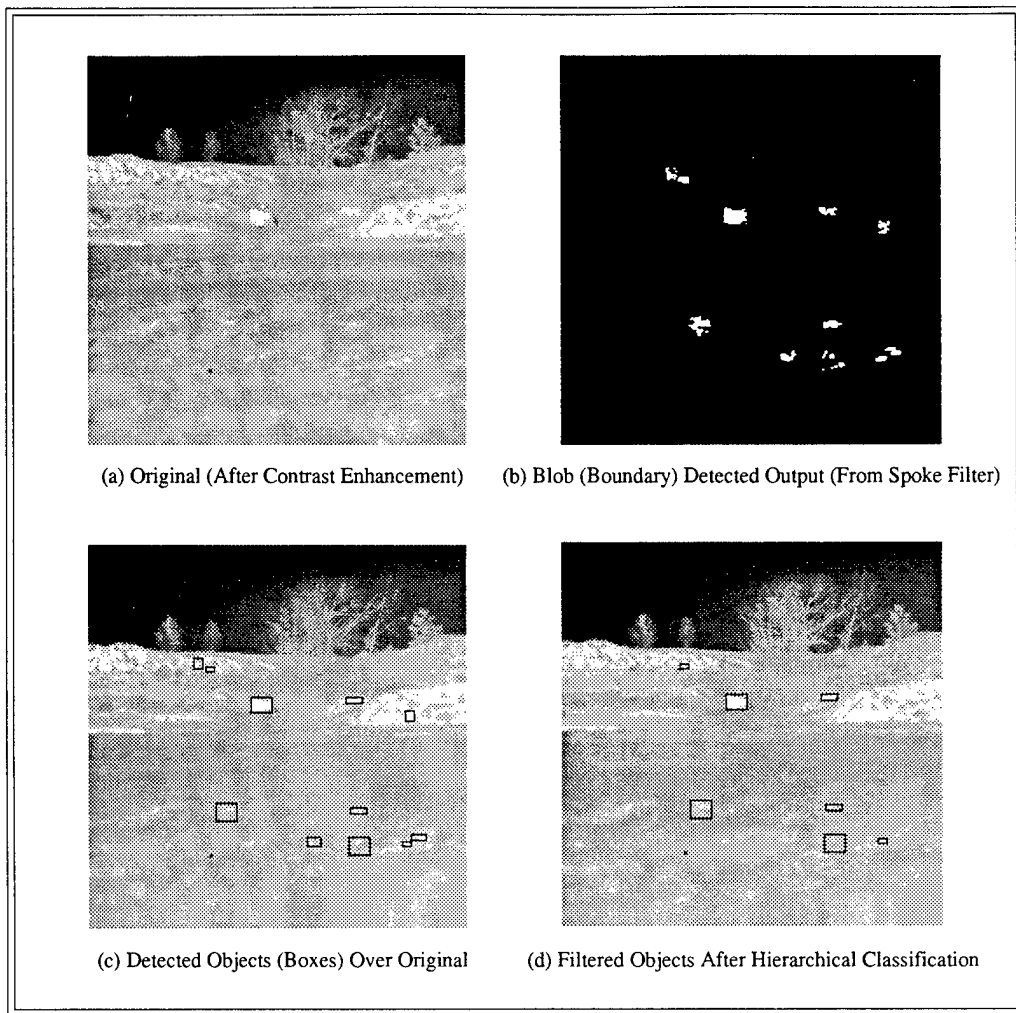 (a) Original (After Contrast Enhancement)
(b) Blob (Boundary) Detected Output (From Spoke Filter)
(c) Detected Objects (Boxes) Over Original
(d) Filtered Objects After Hierarchical Classification